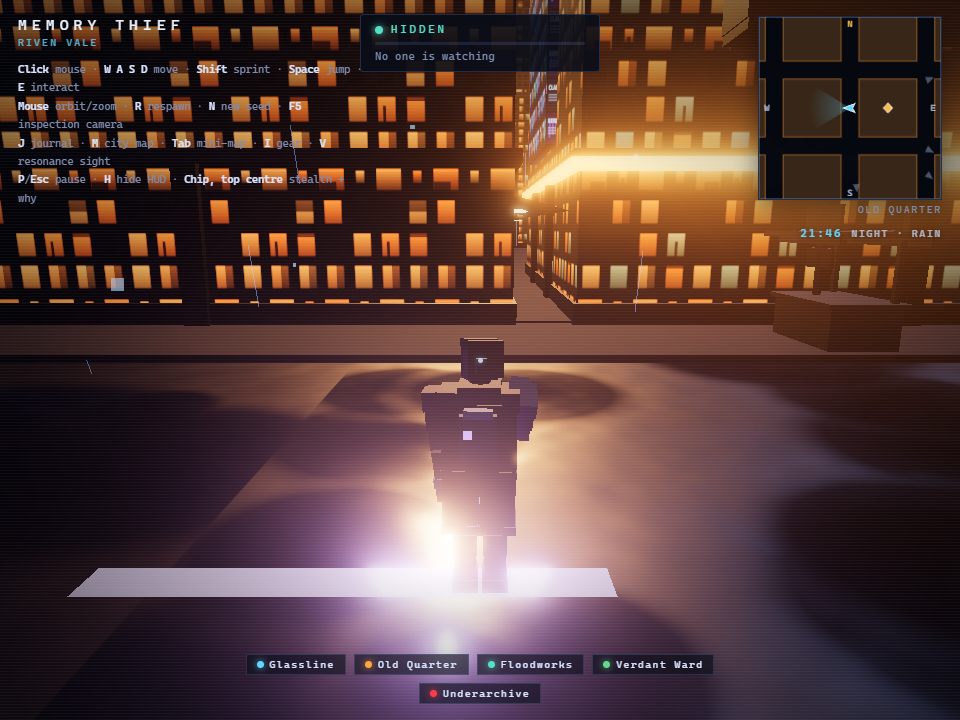 MEMORY THIEF
RIVEN VALE
Click mouse · W A S D move · Shift sprint · Space jump ·
E interact
Mouse orbit/zoom · R respawn · N new seed · F5
inspection camera
J journal · M city map · Tab mini-map · I gear · V
resonance sight
P/Esc pause · H hide HUD · Chip, top centre stealth -
why
HIDDEN
No one is watching
N
W
E
S
OLD QUARTER
21:46 NIGHT · RAIN
Glassline
Old Quarter
Floodworks
Verdant Ward
Underarchive